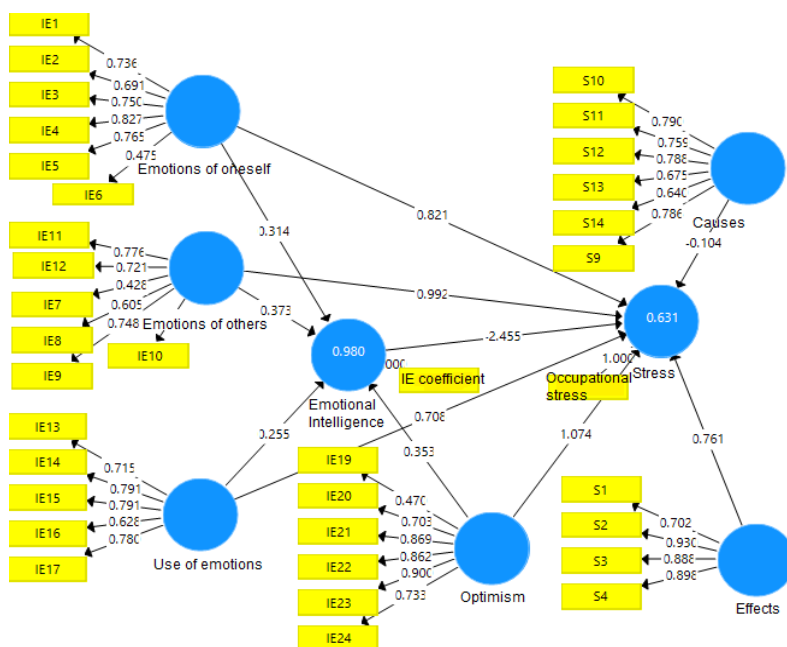 IE1
IE2
IE3
IE4
IE5
IE6
0.736
0.691
0.750
0.827
0.765
0.475
Emotions of oneself
IE11
IE12
IE7
IE8
IE9
IE10
0.776
0.721
0.428
0.605
0.748
Emotions of others
IE13
IE14
IE15
IE16
IE17
0.715
0.791
0.791
0.628
0.780
Use of emotions
0.314
0.373
0.255
0.353
0.980
Emotional
Intelligence
IE coefficient
0.821
0.992
-2.455
0.708
1.074
IE19
IE20
IE21
IE22
IE23
IE24
0.470
0.703
0.869
0.862
0.900
0.733
Optimism
S10
S11
S12
S13
S14
S9
0.790
0.759
0.788
0.675
0.640
0.786
Causes
-0.104
0.631
Stress
1.000
Occupational
stress
0.761
S1
S2
S3
S4
0.702
0.930
0.888
0.898
Effects